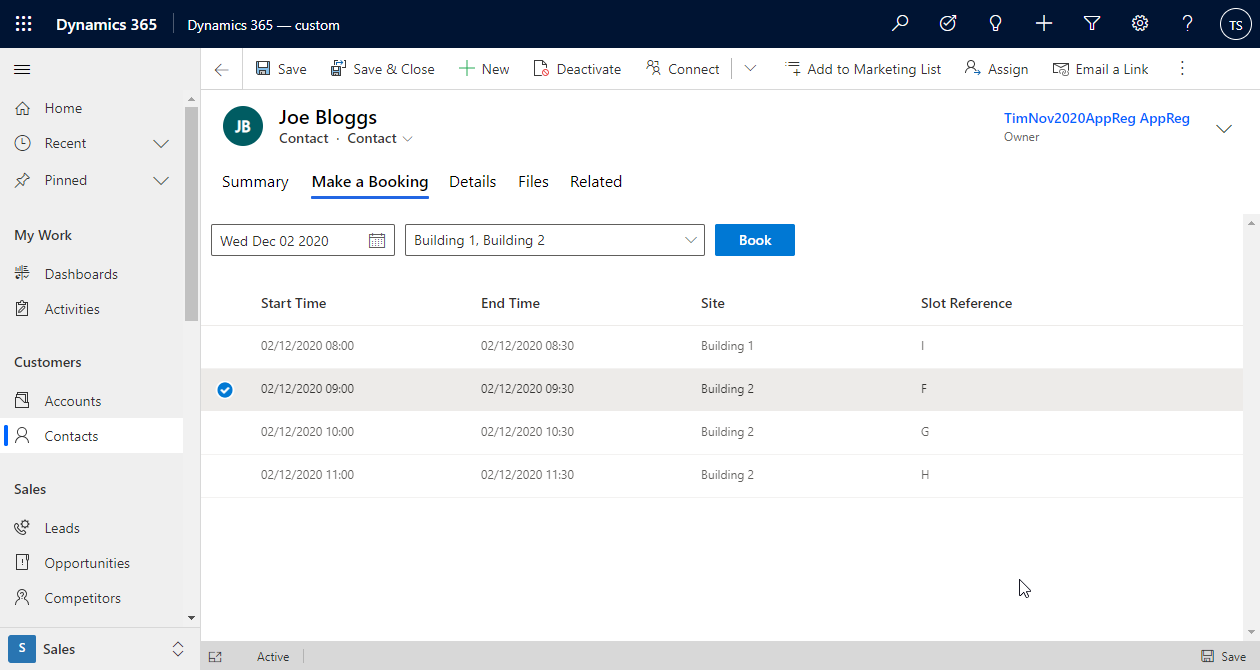 Dynamics 365 Dynamics 365 — custom ? TS
Save Save & Close New Deactivate Connect Add to Marketing List Assign Email a Link
Home
Recent
Pinned
My Work
Dashboards
Activities
Customers
Accounts
Contacts
Sales
Leads
Opportunities
Competitors
S Sales
JB Joe Bloggs
Contact · Contact
TimNov2020AppReg AppReg
Owner
Summary Make a Booking Details Files Related
Wed Dec 02 2020 Building 1, Building 2 Book
Start Time End Time Site Slot Reference
02/12/2020 08:00 02/12/2020 08:30 Building 1 I
02/12/2020 09:00 02/12/2020 09:30 Building 2 F
02/12/2020 10:00 02/12/2020 10:30 Building 2 G
02/12/2020 11:00 02/12/2020 11:30 Building 2 H
Active Save